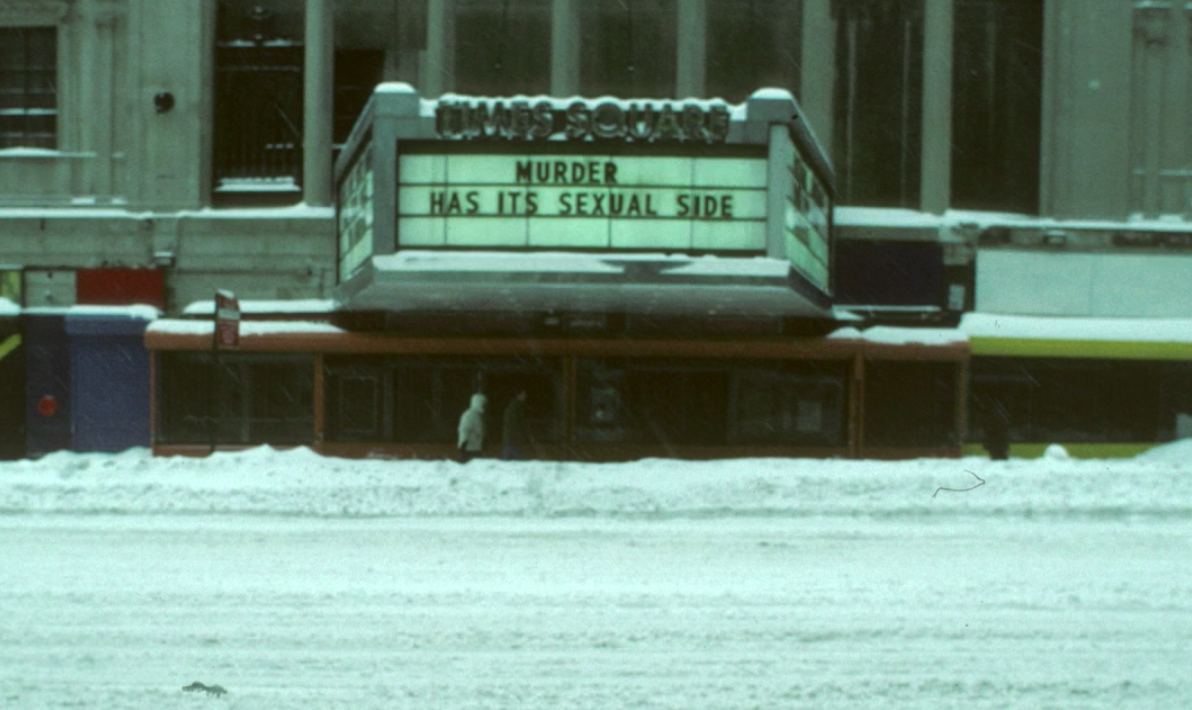 TIMES SQUARE
MURDER
HAS ITS SEXUAL SIDE